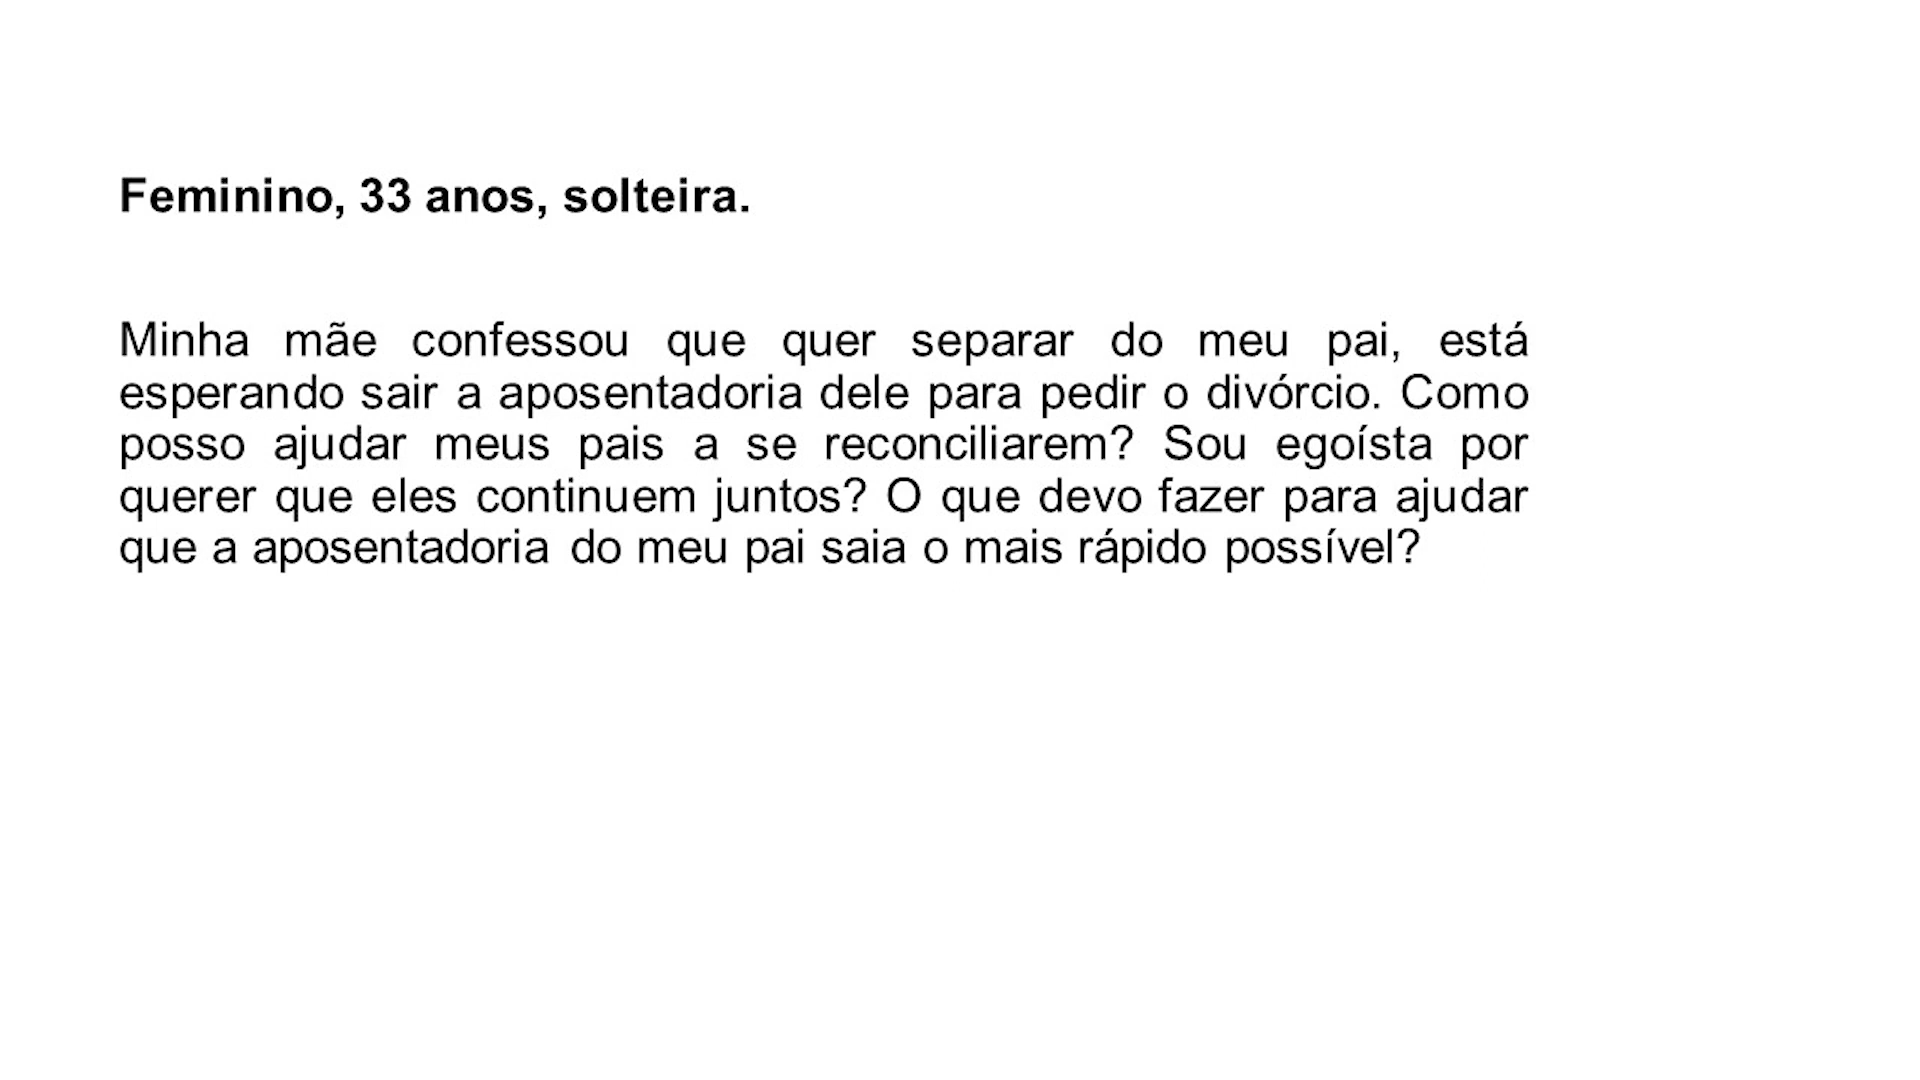 Feminino, 33 anos, solteira.
Minha mãe confessou que quer separar do meu pai, está
esperando sair a aposentadoria dele para pedir o divórcio. Como
posso ajudar meus pais a se reconciliarem? Sou egoísta por
querer que eles continuem juntos? O que devo fazer para ajudar
que a aposentadoria do meu pai saia o mais rápido possível?